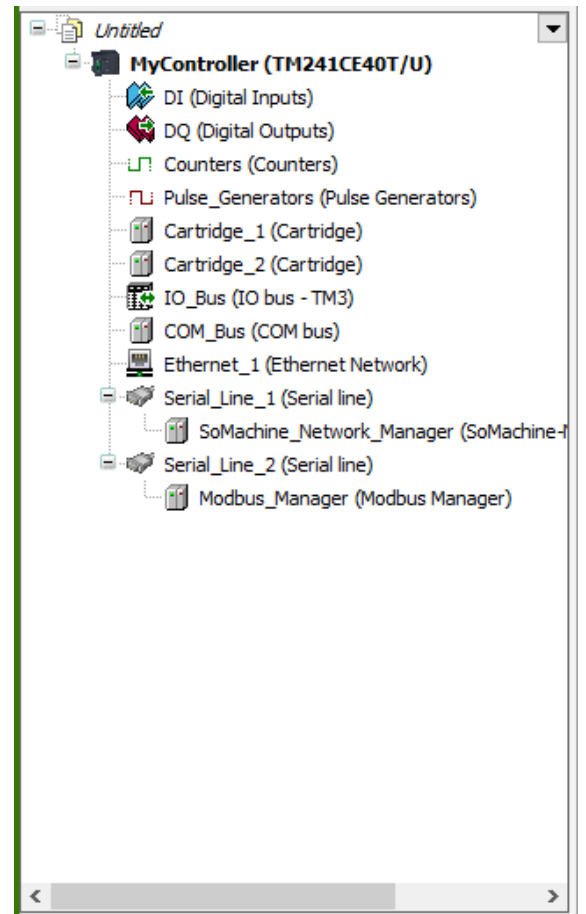 Untitled
MyController (TM241CE40T/U)
DI (Digital Inputs)
DQ (Digital Outputs)
Counters (Counters)
Pulse_Generators (Pulse Generators)
Cartridge_1 (Cartridge)
Cartridge_2 (Cartridge)
IO_Bus (IO bus - TM3)
COM_Bus (COM bus)
Ethernet_1 (Ethernet Network)
Serial_Line_1 (Serial line)
SoMachine_Network_Manager (SoMachine-
Serial_Line_2 (Serial line)
Modbus_Manager (Modbus Manager)